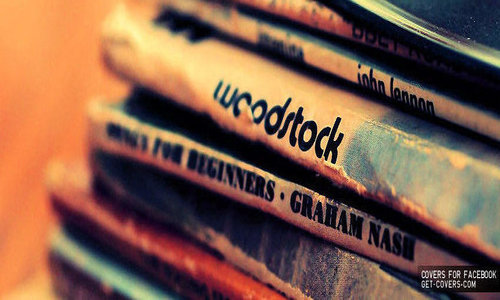 john lennon
woodstock
SONGS FOR BEGINNERS • GRAHAM NASH
COVERS FOR FACEBOOK
GET-COVERS.COM